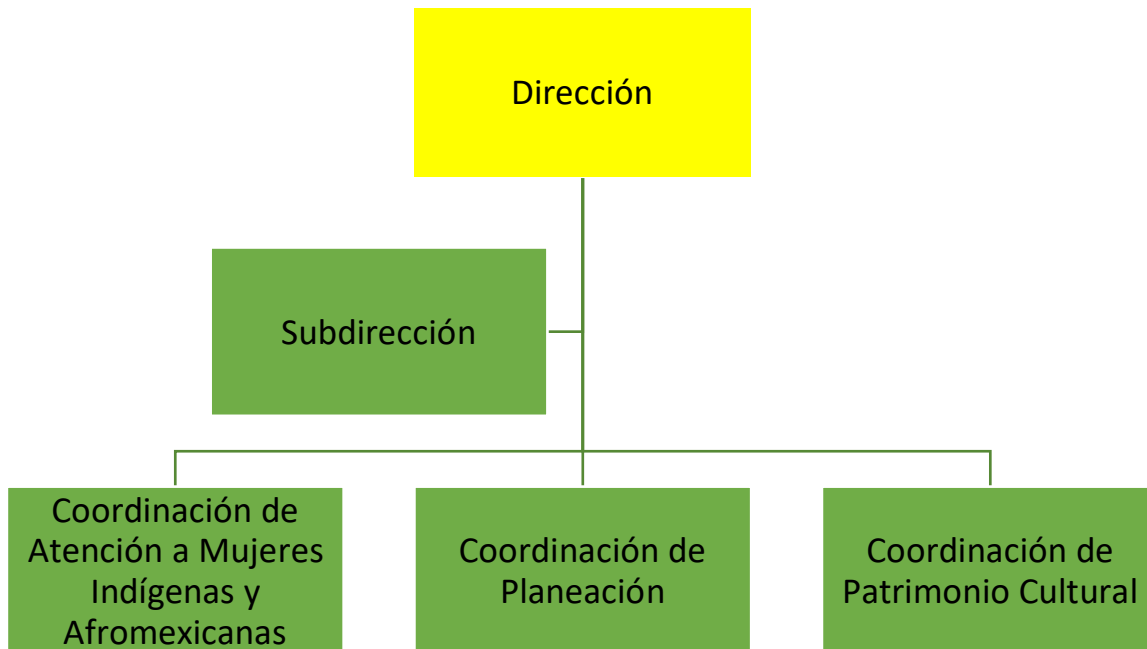 Dirección
Subdirección
Coordinación de
Atención a Mujeres
Indígenas y
Afromexicanas
Coordinación de
Planeación
Coordinación de
Patrimonio Cultural